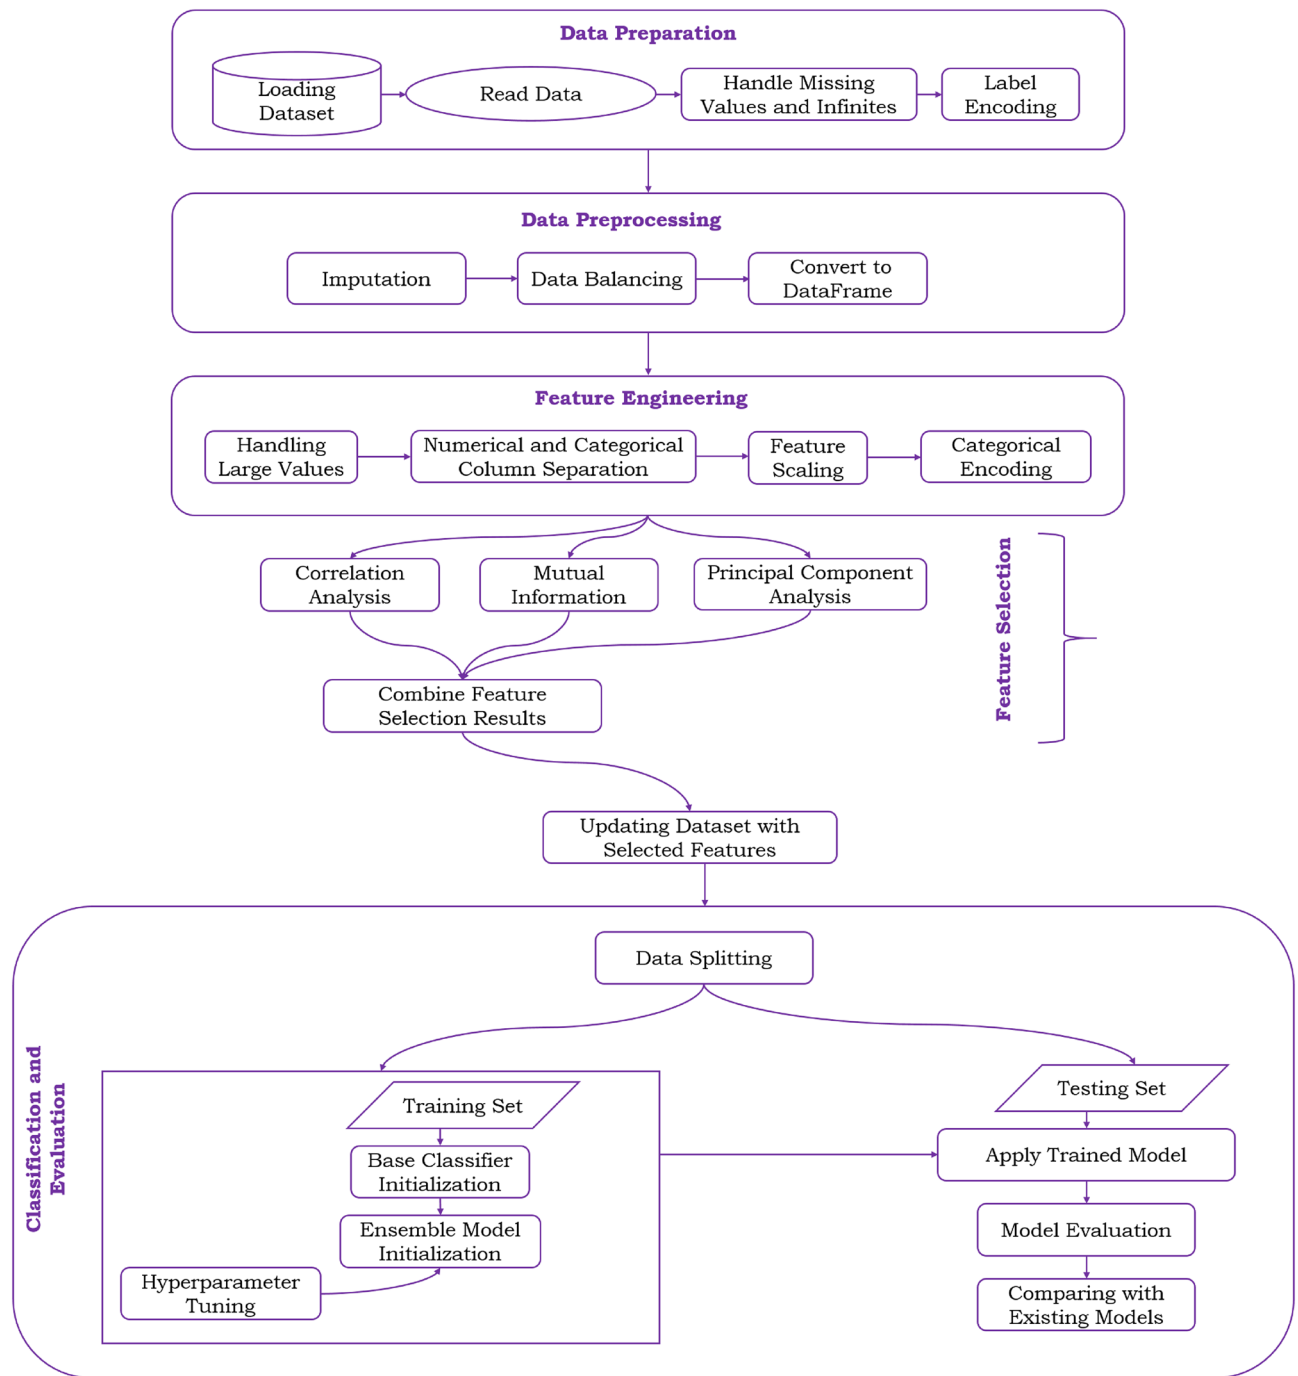 Data Preparation
Loading
Dataset
Read Data
Handle Missing
Values and Infinites
Label
Encoding
Data Preprocessing
Imputation
Data Balancing
Convert to
DataFrame
Feature Engineering
Handling
Large Values
Numerical and Categorical
Column Separation
Feature
Scaling
Categorical
Encoding
Correlation
Analysis
Mutual
Information
Principal Component
Analysis
Feature Selection
Combine Feature
Selection Results
Updating Dataset with
Selected Features
Classification and
Evaluation
Data Splitting
Training Set
Base Classifier
Initialization
Ensemble Model
Initialization
Hyperparameter
Tuning
Testing Set
Apply Trained Model
Model Evaluation
Comparing with
Existing Models